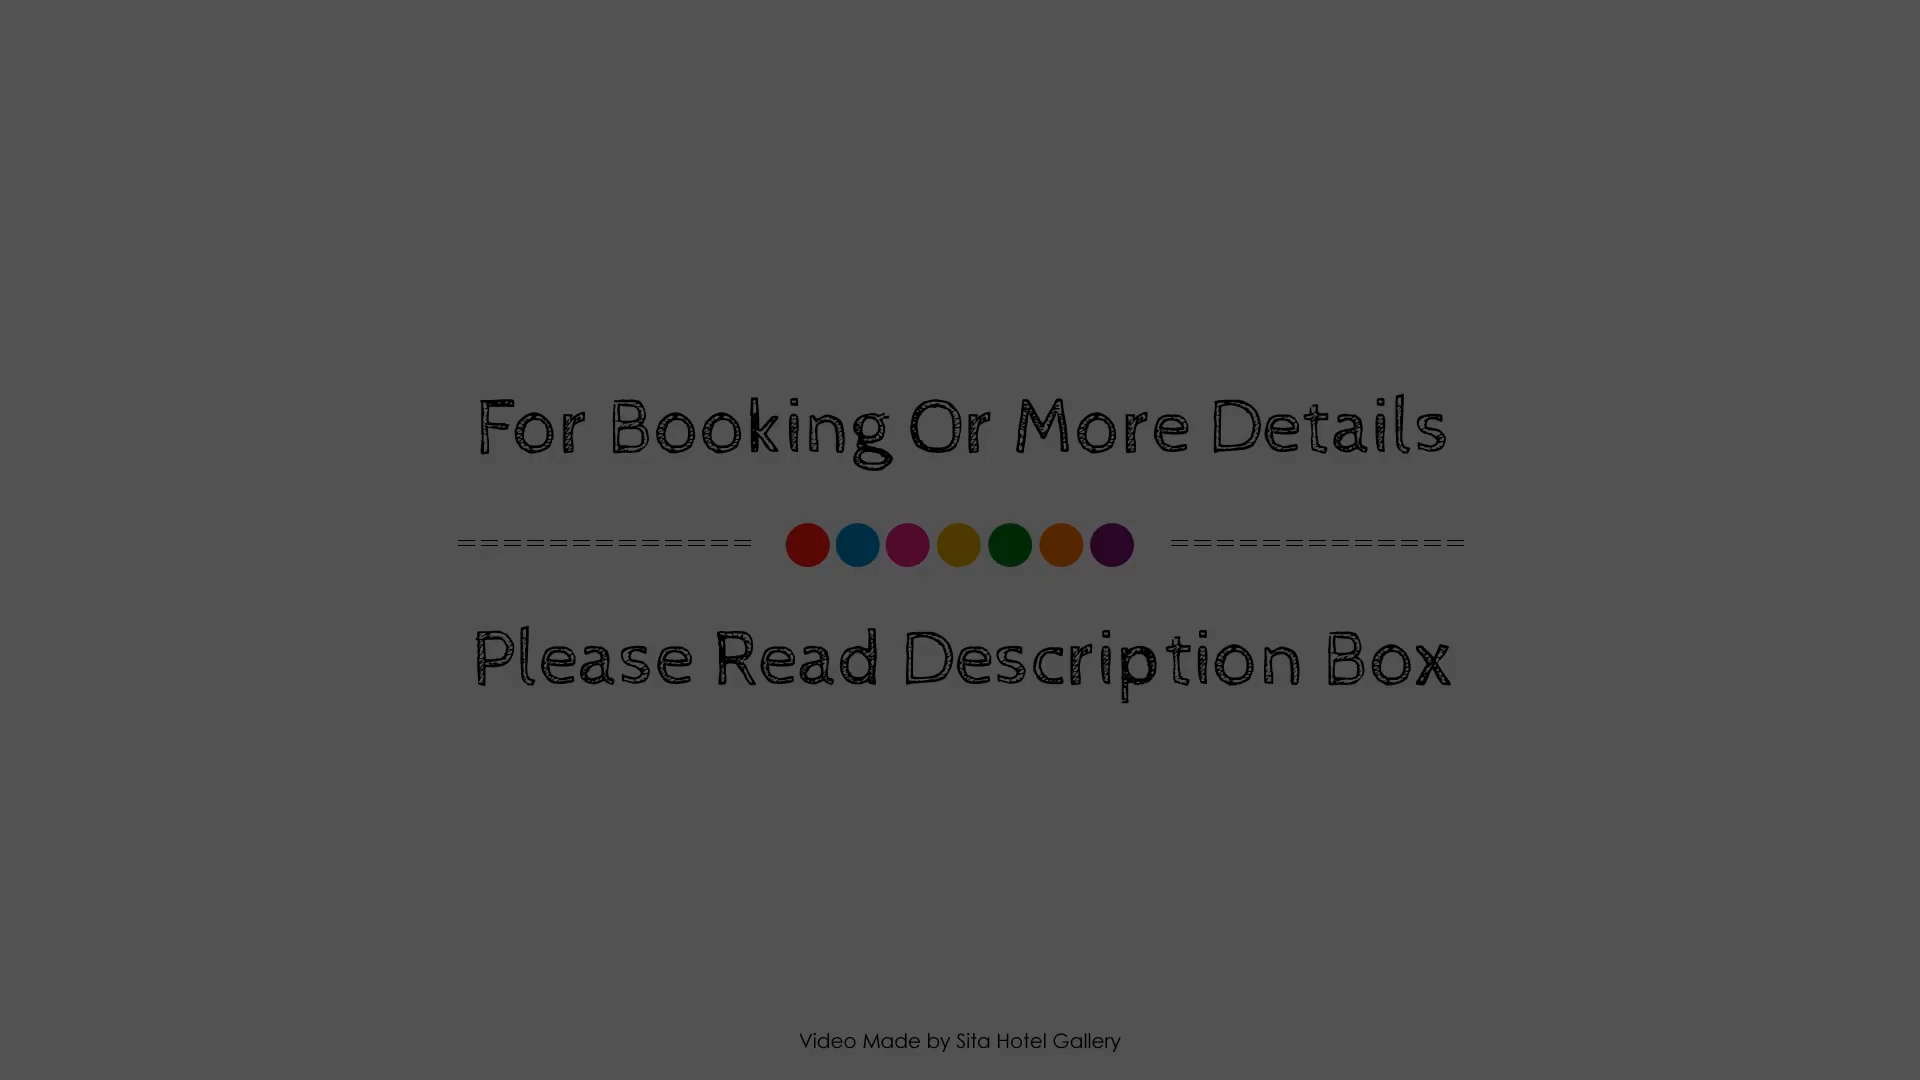 For Booking Or More Details
============= =============
Please Read Description Box
Video Made by Sita Hotel Gallery